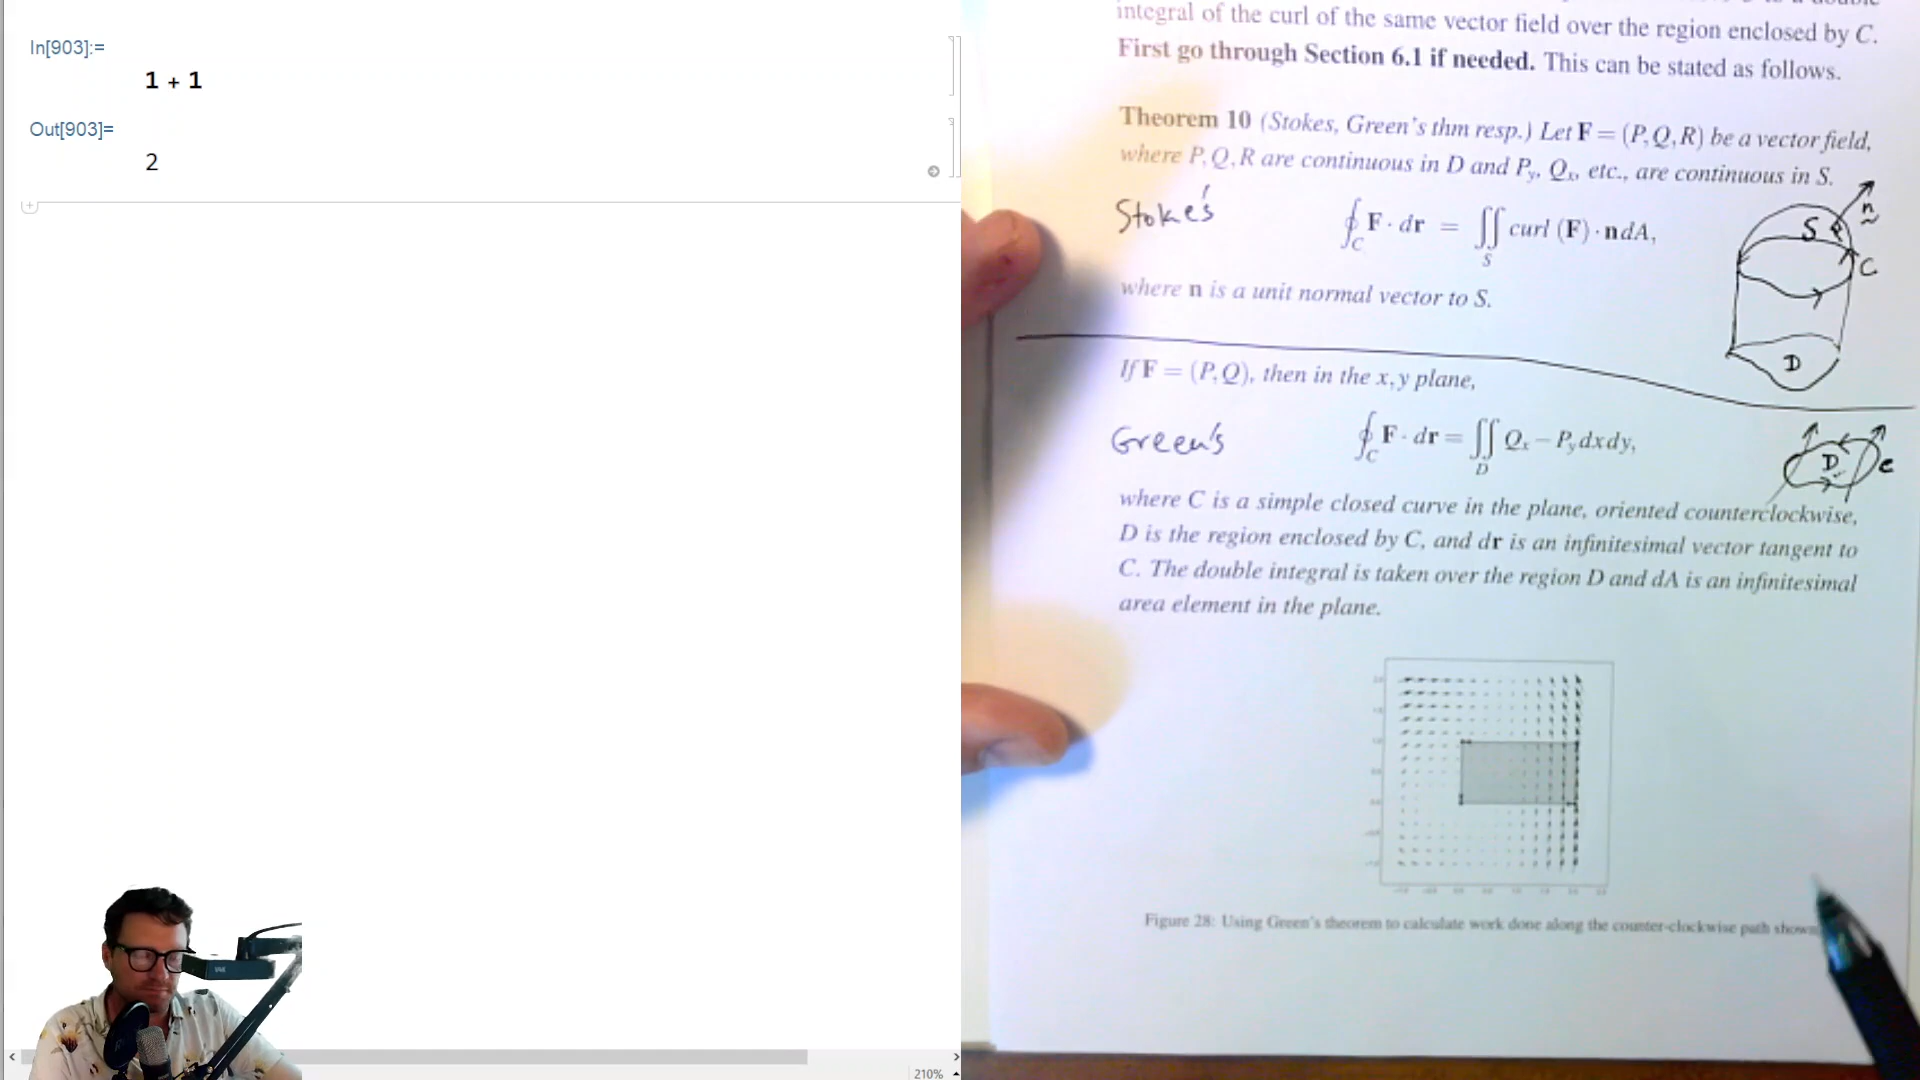 In[903]:=
1 + 1
Out[903]=
2
210%
integral of the curl of the same vector field over the region enclosed by C.
First go through Section 6.1 if needed. This can be stated as follows.
Theorem 10 (Stokes, Green's thm resp.) Let F = (P,Q,R) be a vector field,
where P,Q,R are continuous in D and P_y, Q_x, etc., are continuous in S.
Stoke's
∮_C F · dr = ∬_S curl (F) · n dA,
n
S
C
D
where n is a unit normal vector to S.
If F = (P,Q), then in the x,y plane,
Green's
∮_C F · dr = ∬_D Q_x − P_y dxdy,
D
C
where C is a simple closed curve in the plane, oriented counterclockwise,
D is the region enclosed by C, and dr is an infinitesimal vector tangent to
C. The double integral is taken over the region D and dA is an infinitesimal
area element in the plane.
Figure 28: Using Green's theorem to calculate work done along the counter-clockwise path shown